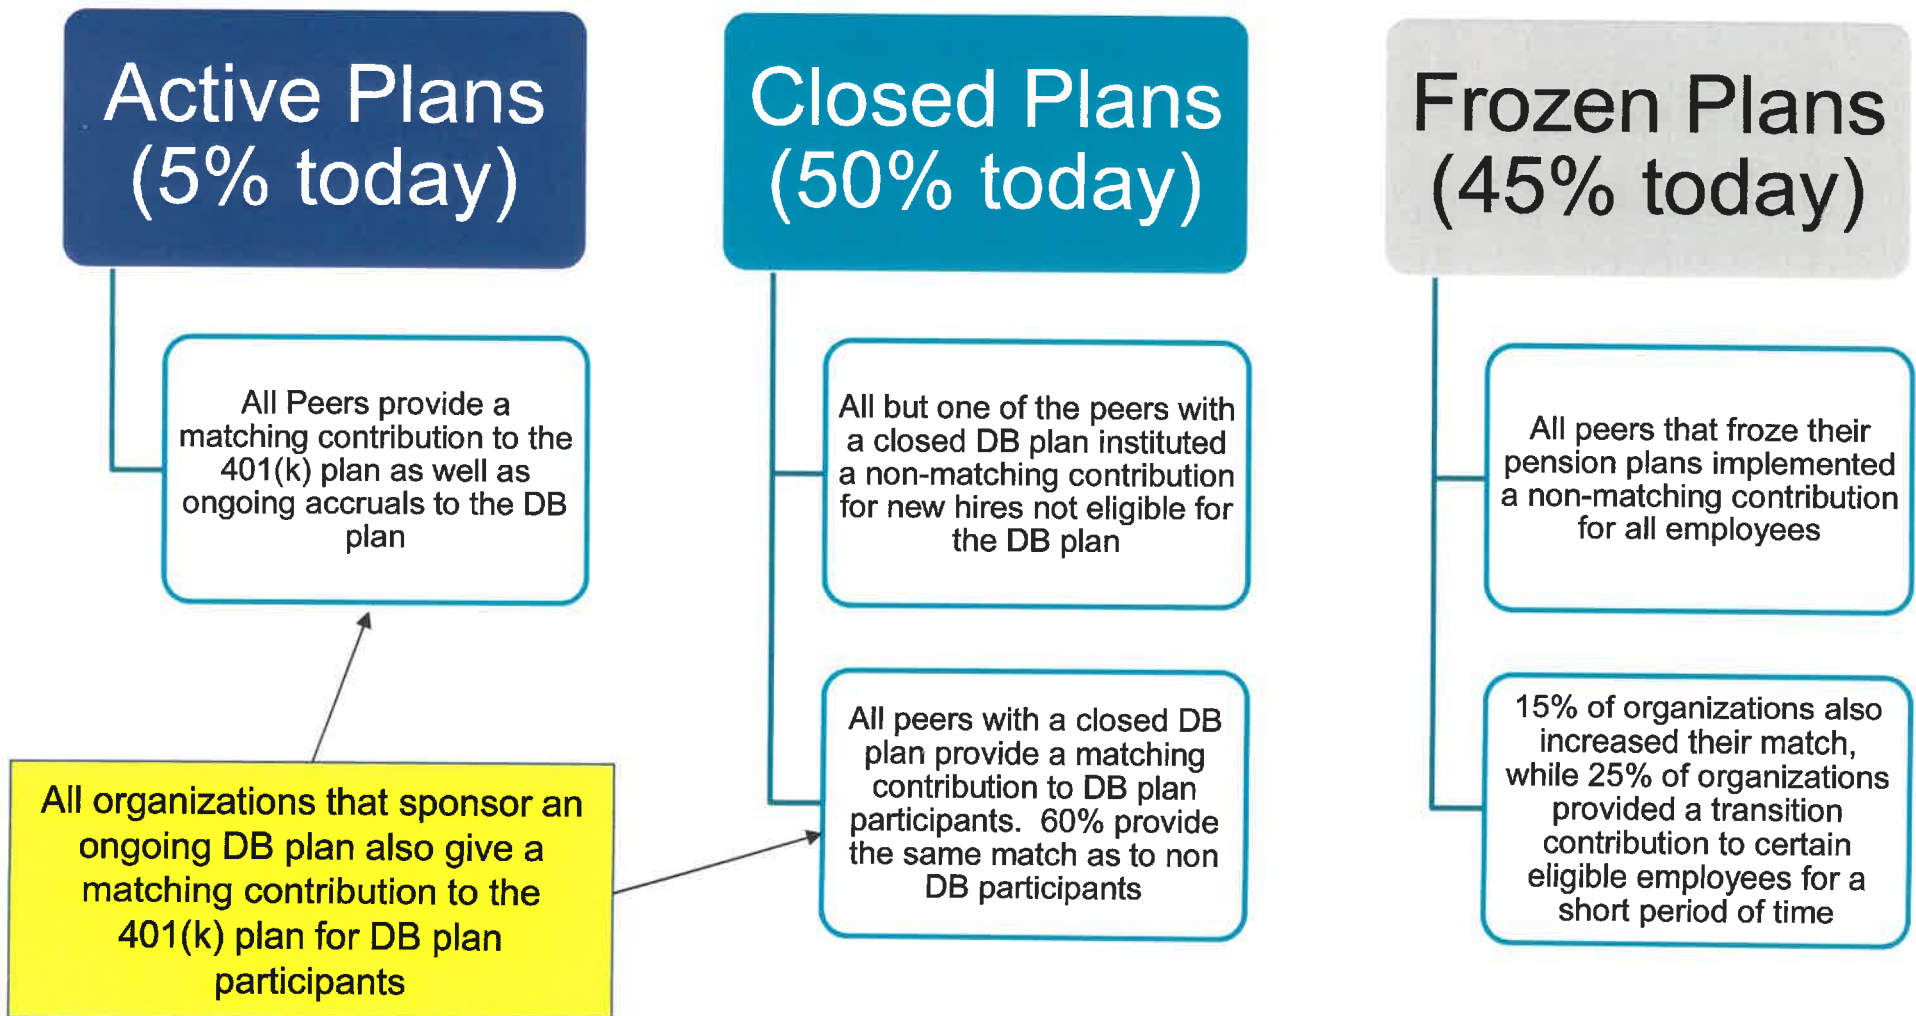 Active Plans
(5% today)
All Peers provide a
matching contribution to the
401(k) plan as well as
ongoing accruals to the DB
plan
Closed Plans
(50% today)
All but one of the peers with
a closed DB plan instituted
a non-matching contribution
for new hires not eligible for
the DB plan
All peers with a closed DB
plan provide a matching
contribution to DB plan
participants.  60% provide
the same match as to non
DB participants
Frozen Plans
(45% today)
All peers that froze their
pension plans implemented
a non-matching contribution
for all employees
15% of organizations also
increased their match,
while 25% of organizations
provided a transition
contribution to certain
eligible employees for a
short period of time
All organizations that sponsor an
ongoing DB plan also give a
matching contribution to the
401(k) plan for DB plan
participants